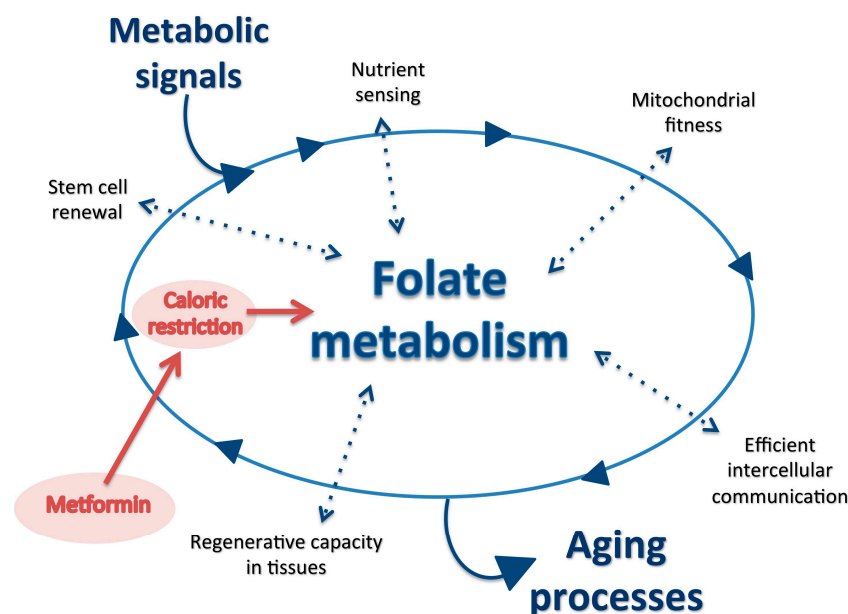 Metabolic
signals
Nutrient
sensing
Mitochondrial
fitness
Stem cell
renewal
Folate
metabolism
Caloric
restriction
Metformin
Efficient
intercellular
communication
Regenerative capacity
in tissues
Aging
processes